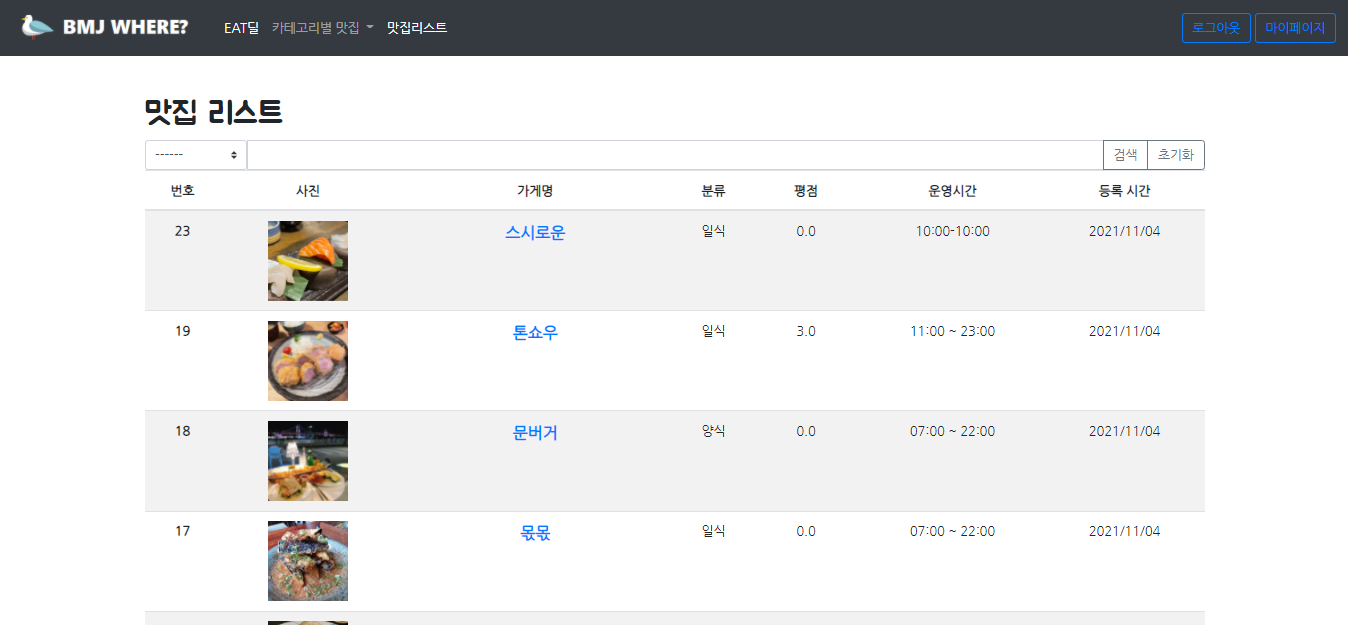 BMJ WHERE? EAT딜 카테고리별 맛집 맛집리스트 로그아웃 마이페이지
맛집 리스트
------ 검색 초기화
번호 사진 가게명 분류 평점 운영시간 등록 시간
23 스시로운 일식 0.0 10:00-10:00 2021/11/04
19 톤쇼우 일식 3.0 11:00 ~ 23:00 2021/11/04
18 문버거 양식 0.0 07:00 ~ 22:00 2021/11/04
17 몫몫 일식 0.0 07:00 ~ 22:00 2021/11/04